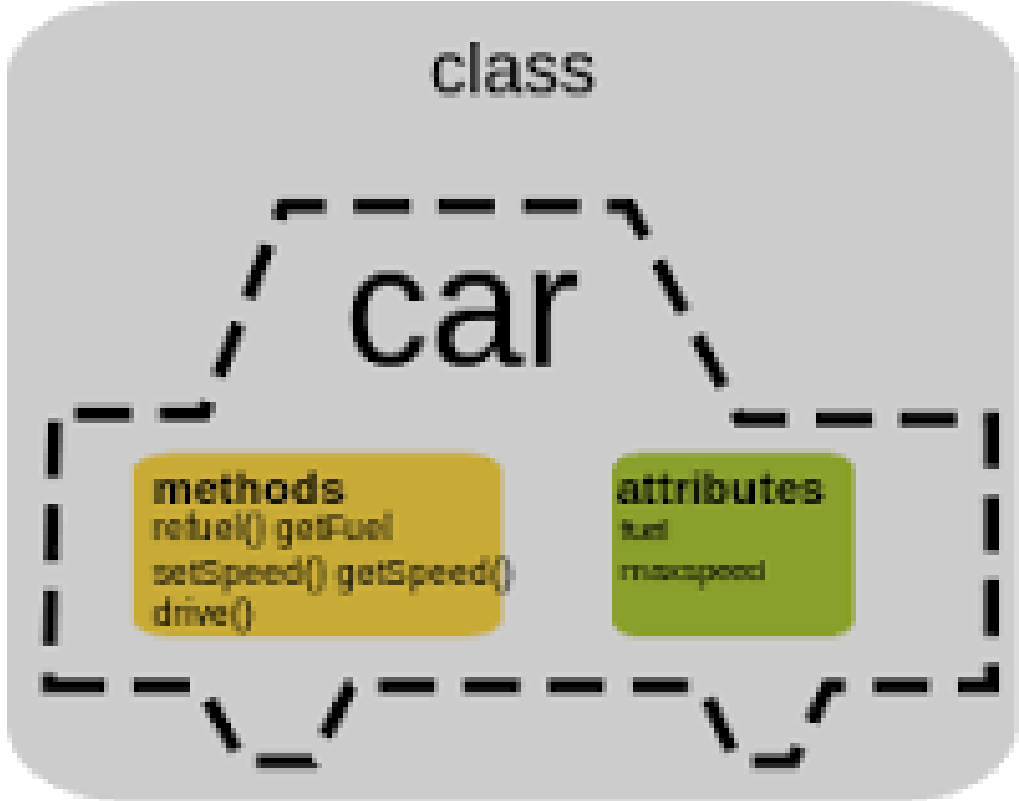 class
car
methods
refuel() getFuel
setSpeed() getSpeed()
drive()
attributes
fuel
maxspeed